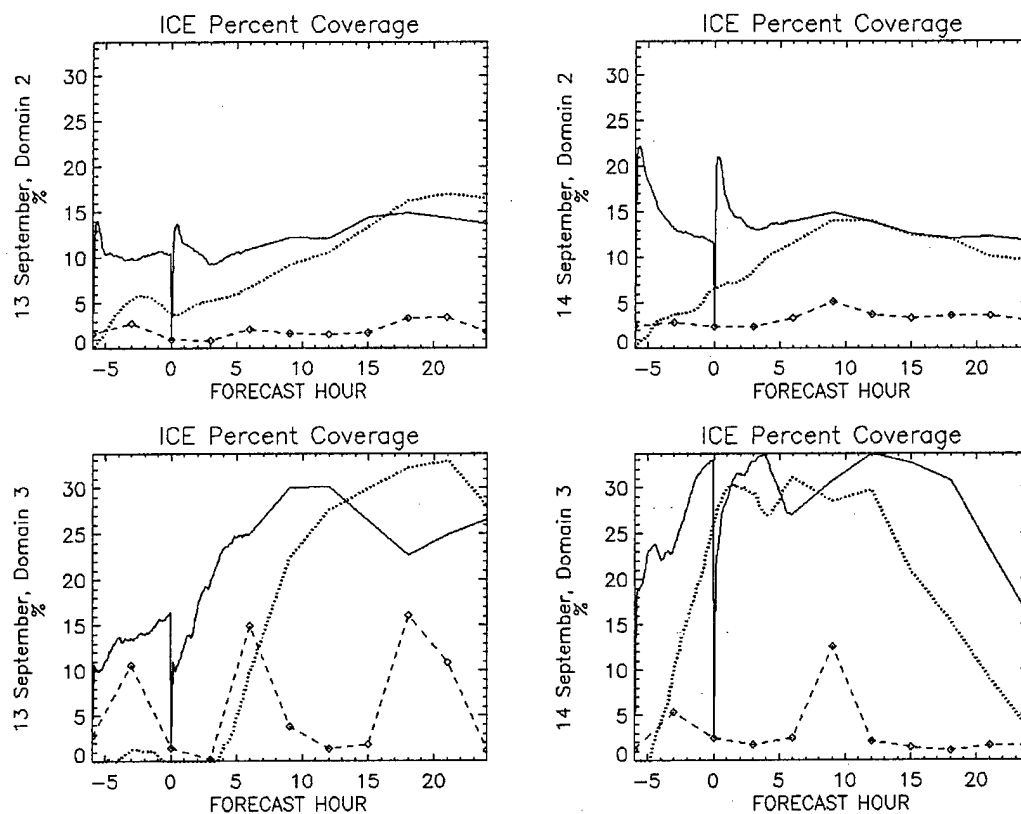 ICE Percent Coverage
13 September, Domain 2
%
30
25
20
15
10
5
0
−5 0 5 10 15 20
FORECAST HOUR
ICE Percent Coverage
14 September, Domain 2
%
30
25
20
15
10
5
0
−5 0 5 10 15 20
FORECAST HOUR
ICE Percent Coverage
13 September, Domain 3
%
30
25
20
15
10
5
0
−5 0 5 10 15 20
FORECAST HOUR
ICE Percent Coverage
14 September, Domain 3
%
30
25
20
15
10
5
0
−5 0 5 10 15 20
FORECAST HOUR